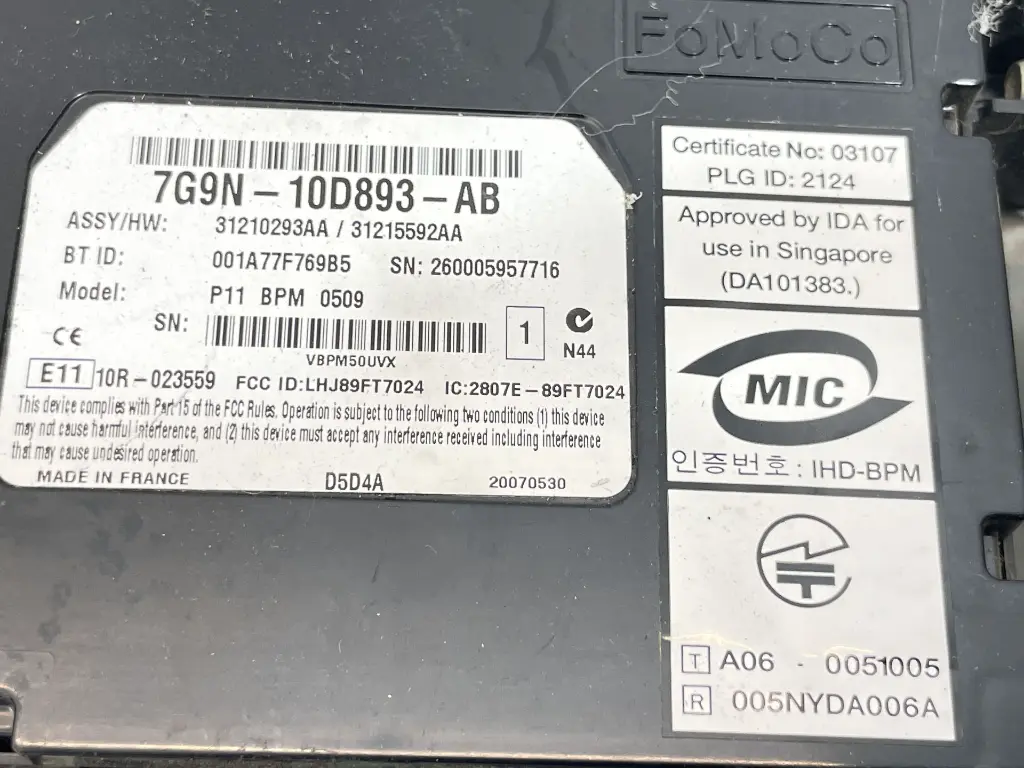 FoMoCo
7G9N - 10D893 - AB
ASSY/HW: 31210293AA / 31215592AA
BT ID: 001A77F769B5 SN: 260005957716
Model: P11 BPM 0509
SN:
VBPM50UVX
1
N44
CE
E11 10R - 023559 FCC ID:LHJ89FT7024 IC:2807E - 89FT7024
This device complies with Part 15 of the FCC Rules. Operation is subject to the following two conditions (1) this device
may not cause harmful interference, and (2) this device must accept any interference received including interference
that may cause undesired operation.
MADE IN FRANCE D5D4A 20070530
Certificate No: 03107
PLG ID: 2124
Approved by IDA for
use in Singapore
(DA101383.)
MIC
인증번호 : IHD-BPM
T A06 - 0051005
R 005NYDA006A